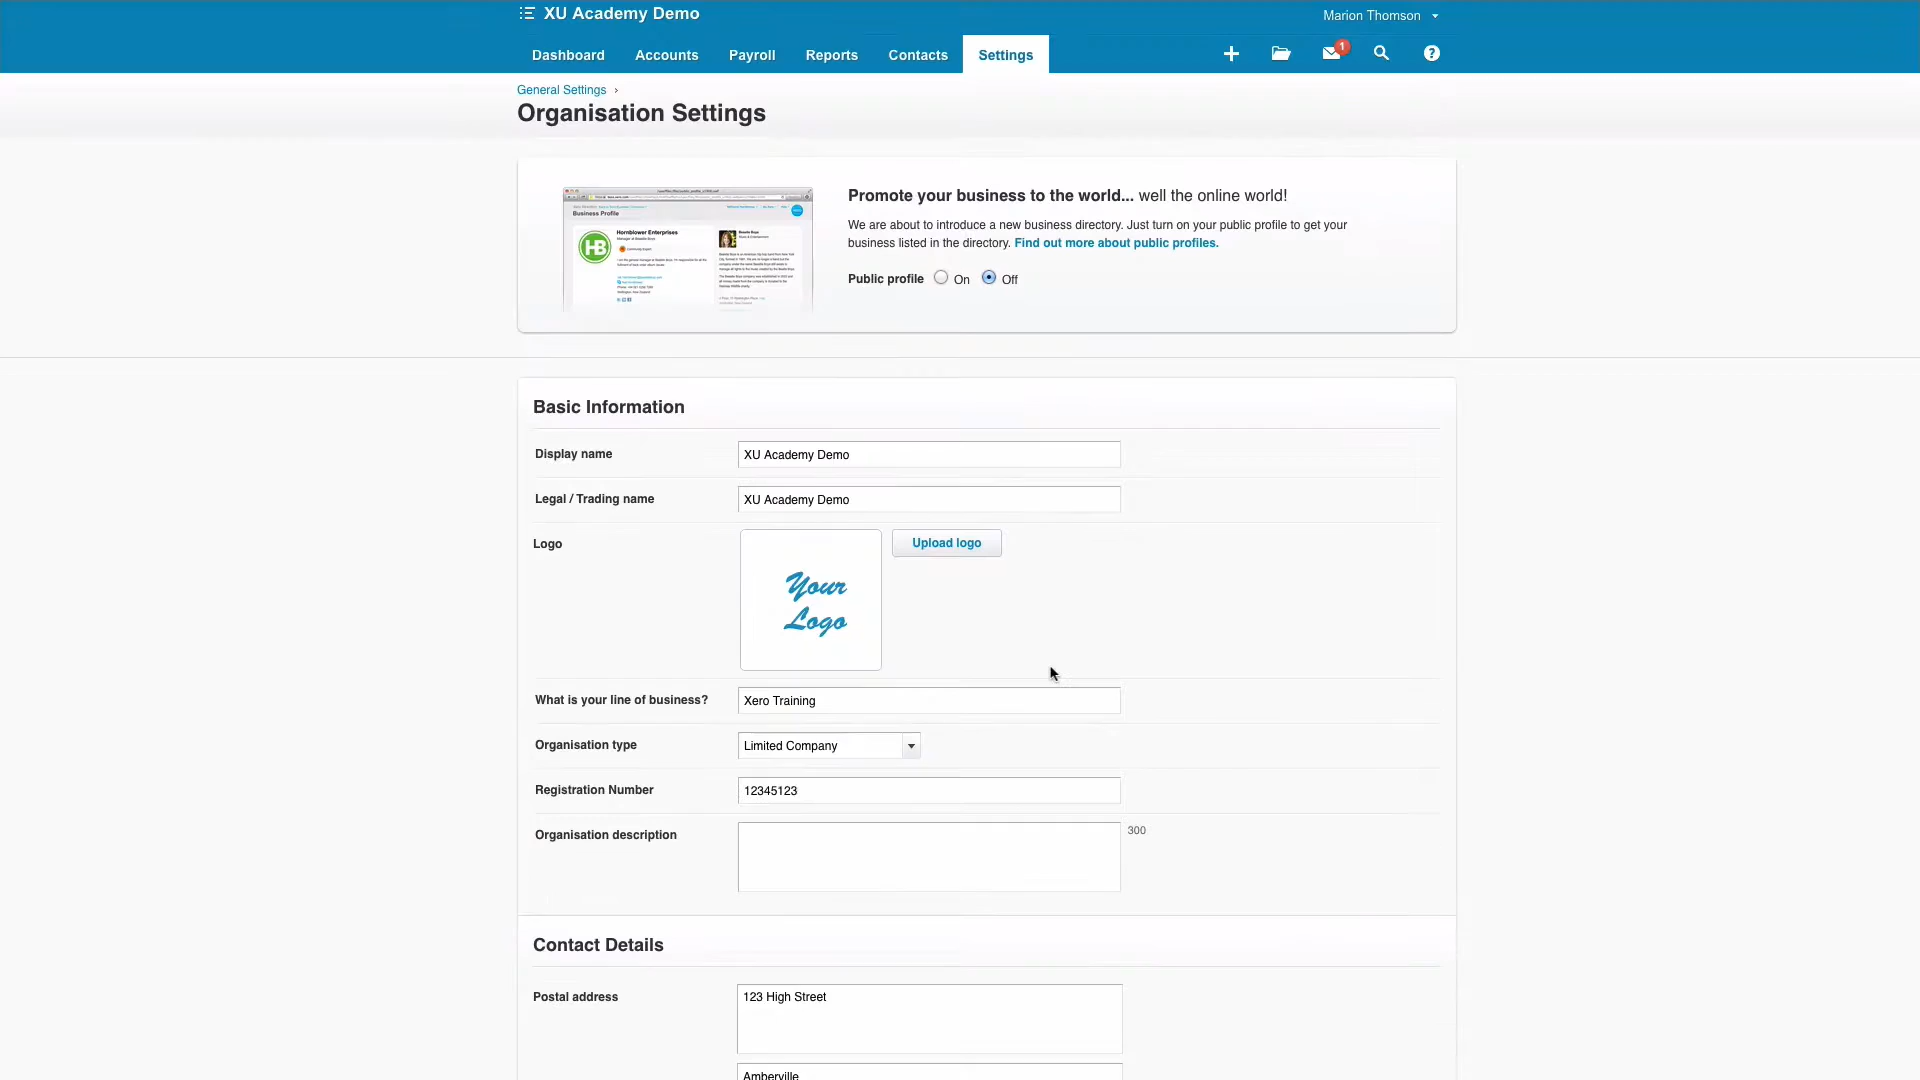 XU Academy Demo
Marion Thomson
Dashboard Accounts Payroll Reports Contacts Settings
1
General Settings ›
Organisation Settings
Business Profile
Hornblower Enterprises
HB
Promote your business to the world... well the online world!
We are about to introduce a new business directory. Just turn on your public profile to get your
business listed in the directory. Find out more about public profiles.
Public profile On Off
Basic Information
Display name XU Academy Demo
Legal / Trading name XU Academy Demo
Logo Upload logo
Your
Logo
What is your line of business? Xero Training
Organisation type Limited Company
Registration Number 12345123
Organisation description 300
Contact Details
Postal address 123 High Street
Amberville